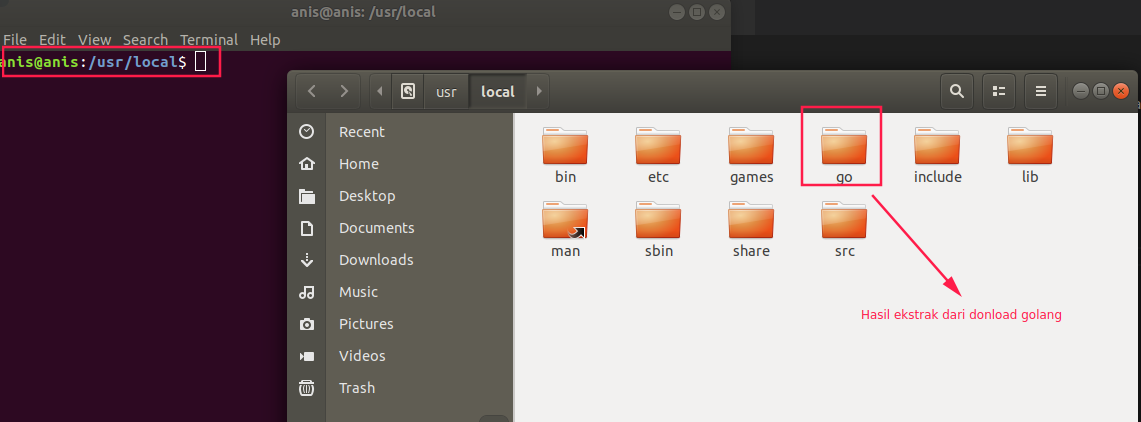 anis@anis: /usr/local
File Edit View Search Terminal Help
anis@anis:/usr/local$
usr local
Recent
Home
Desktop
Documents
Downloads
Music
Pictures
Videos
Trash
bin etc games go include lib
man sbin share src
Hasil ekstrak dari donload golang